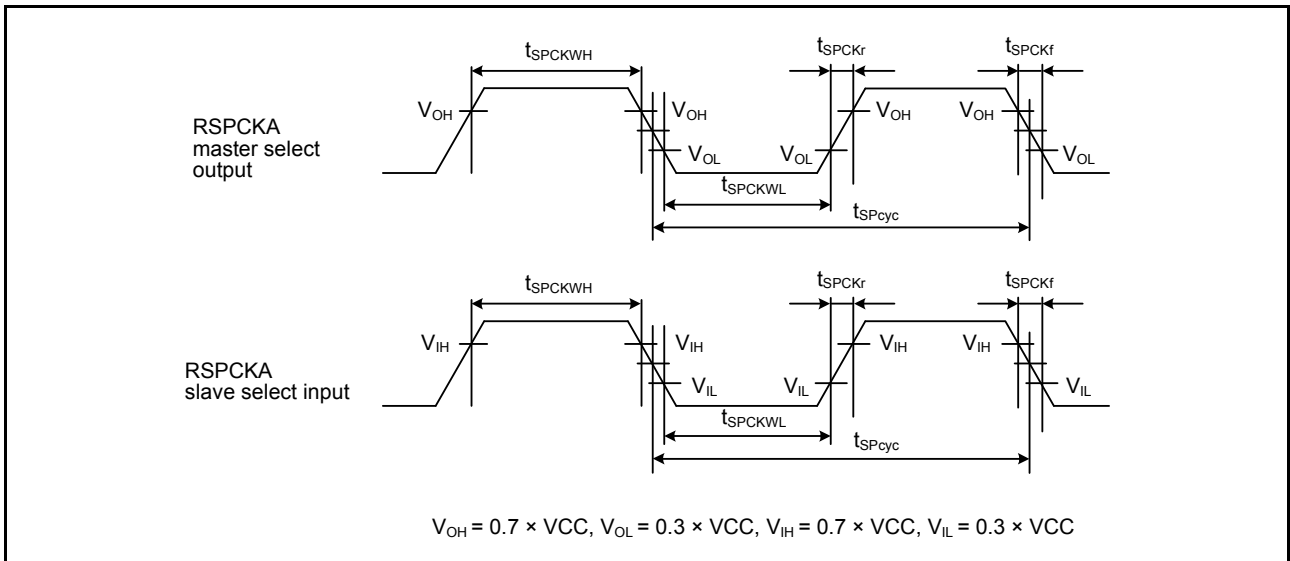 tSPCKWH
tSPCKr
tSPCKf
RSPCKA
master select
output
VOH
VOH
VOL
VOL
VOH
VOH
VOL
tSPCKWL
tSPcyc
tSPCKWH
tSPCKr
tSPCKf
RSPCKA
slave select input
VIH
VIH
VIL
VIL
VIH
VIH
VIL
tSPCKWL
tSPcyc
VOH = 0.7 × VCC, VOL = 0.3 × VCC, VIH = 0.7 × VCC, VIL = 0.3 × VCC